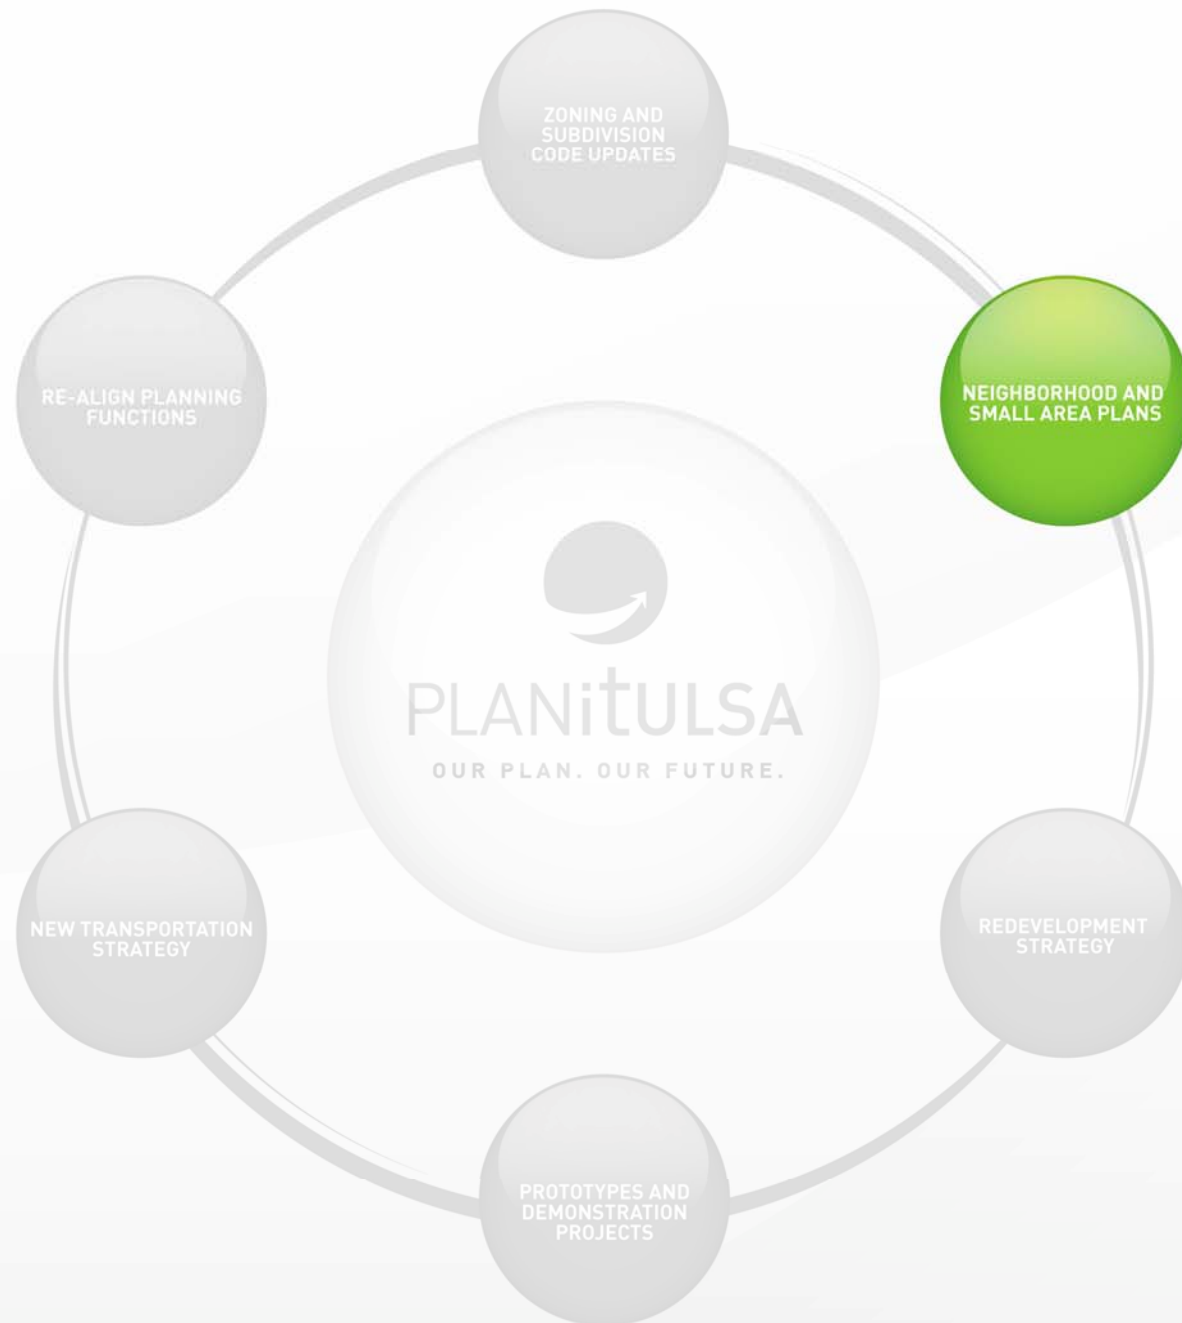 ZONING AND
SUBDIVISION
CODE UPDATES
RE-ALIGN PLANNING
FUNCTIONS
NEIGHBORHOOD AND
SMALL AREA PLANS
PLANiTULSA
OUR PLAN. OUR FUTURE.
NEW TRANSPORTATION
STRATEGY
REDEVELOPMENT
STRATEGY
PROTOTYPES AND
DEMONSTRATION
PROJECTS